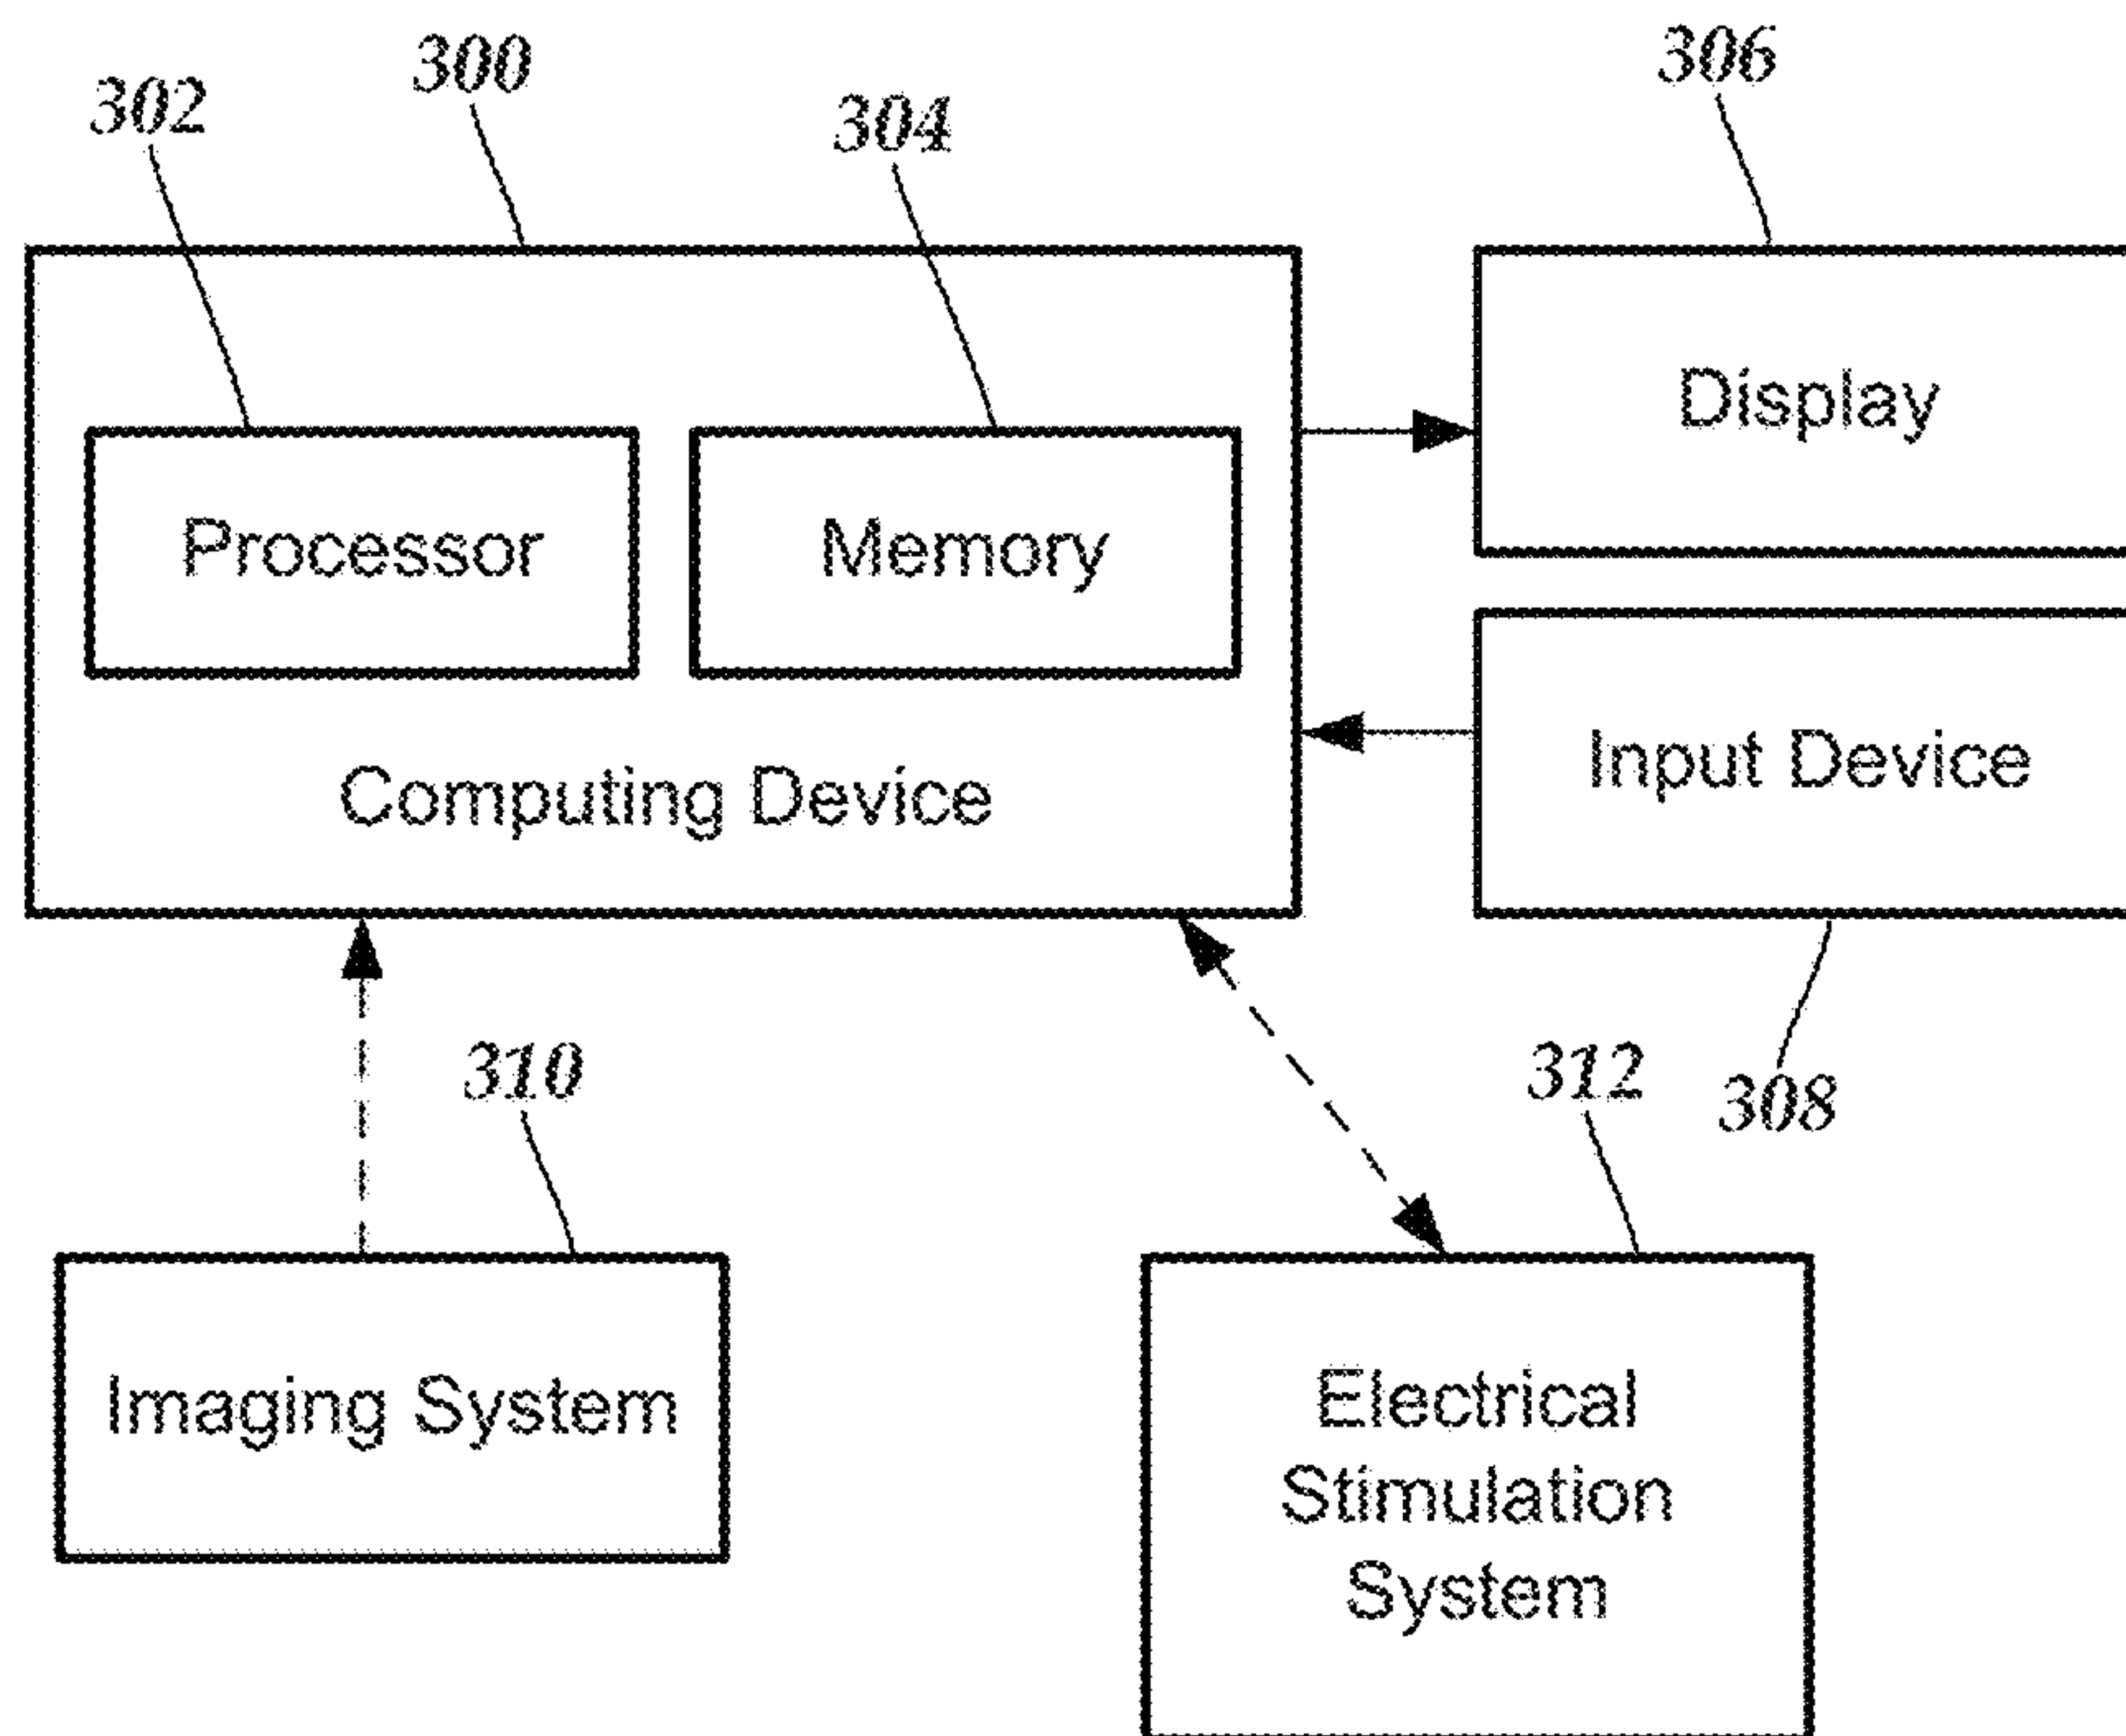 300
306
302
304
Display
Processor
Memory
Input Device
Computing Device
310
312
308
Imaging System
Electrical
Stimulation
System